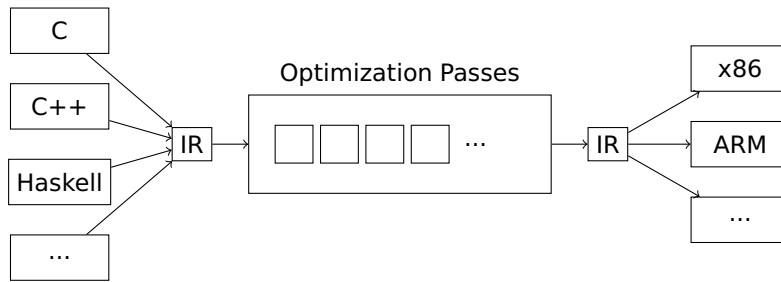 C
C++
Haskell
...
IR
Optimization Passes
...
IR
x86
ARM
...